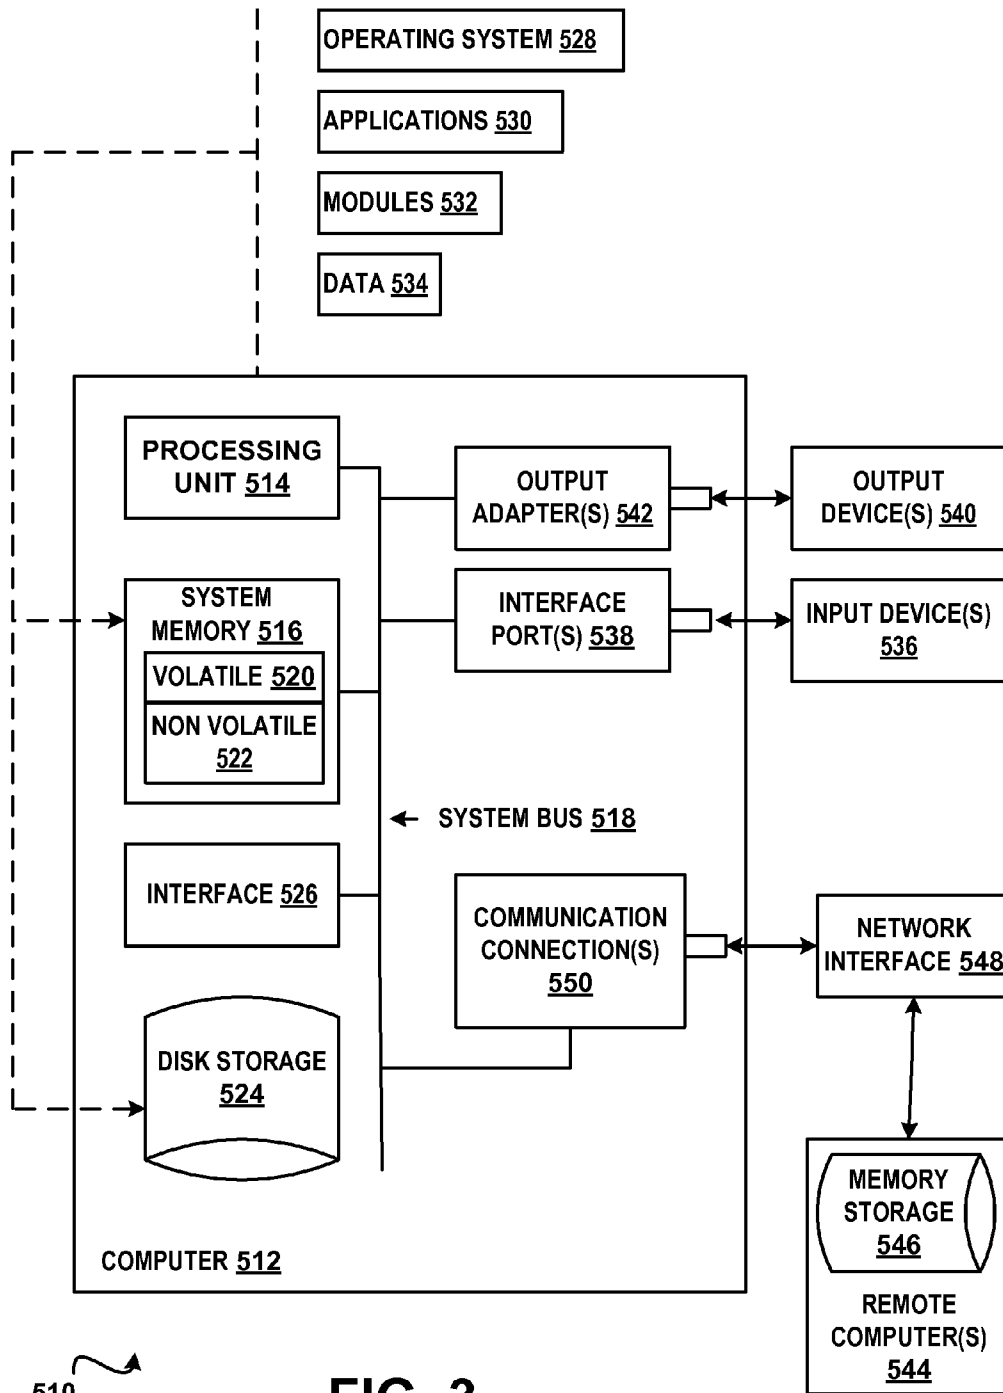 OPERATING SYSTEM 528
APPLICATIONS 530
MODULES 532
DATA 534
PROCESSING
UNIT 514
OUTPUT
ADAPTER(S) 542
OUTPUT
DEVICE(S) 540
SYSTEM
MEMORY 516
VOLATILE 520
NON VOLATILE
522
INTERFACE
PORT(S) 538
INPUT DEVICE(S)
536
SYSTEM BUS 518
INTERFACE 526
COMMUNICATION
CONNECTION(S)
550
NETWORK
INTERFACE 548
DISK STORAGE
524
MEMORY
STORAGE
546
REMOTE
COMPUTER(S)
544
COMPUTER 512
510
FIG. 3